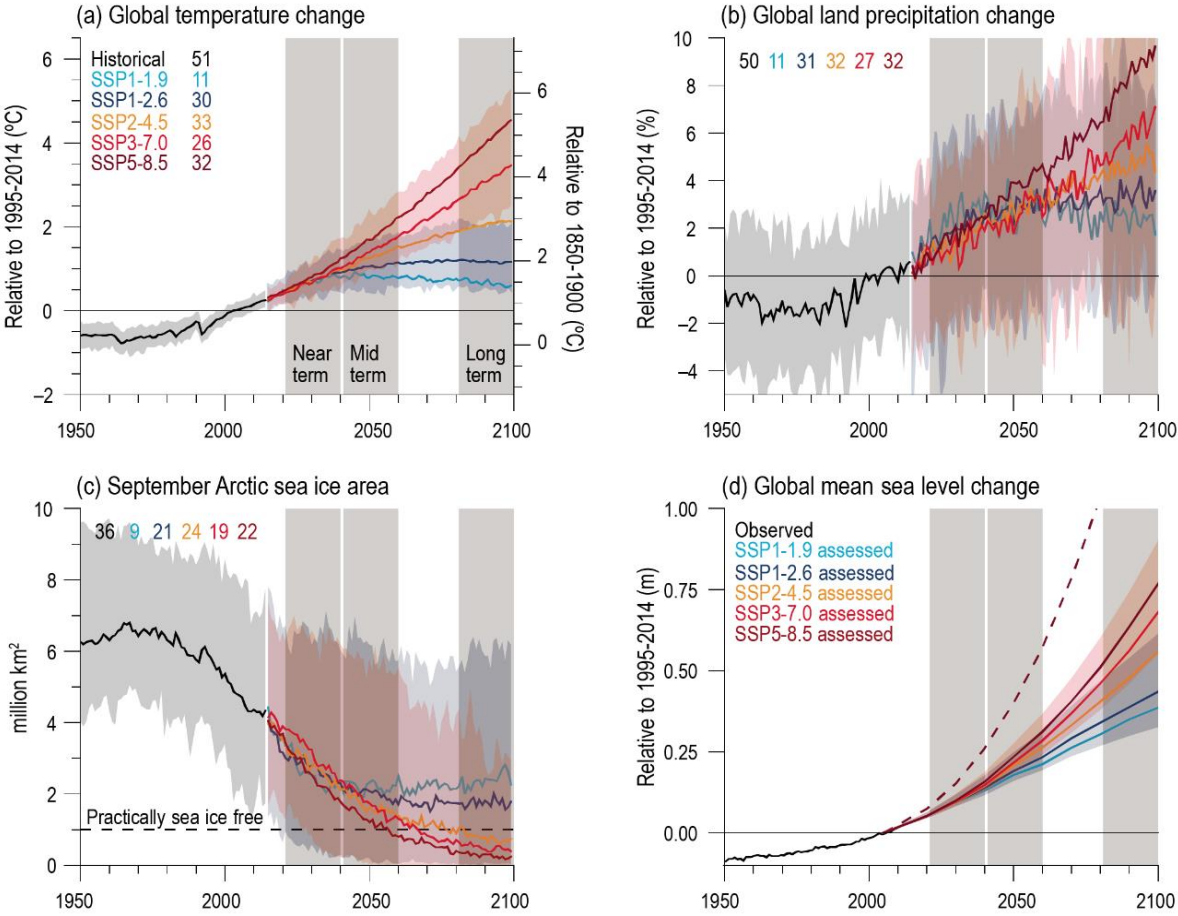 (a) Global temperature change
Relative to 1995-2014 (ºC)
6
4
2
0
–2
Historical 51
SSP1-1.9 11
SSP1-2.6 30
SSP2-4.5 33
SSP3-7.0 26
SSP5-8.5 32
Near term
Mid term
Long term
6
4
2
0
Relative to 1850-1900 (ºC)
1950 2000 2050 2100
(b) Global land precipitation change
Relative to 1995-2014 (%)
10
8
6
4
2
0
−2
−4
50 11 31 32 27 32
1950 2000 2050 2100
(c) September Arctic sea ice area
million km²
10
8
6
4
2
0
36 9 21 24 19 22
Practically sea ice free
1950 2000 2050 2100
(d) Global mean sea level change
Relative to 1995-2014 (m)
1.00
0.75
0.50
0.25
0.00
Observed
SSP1-1.9 assessed
SSP1-2.6 assessed
SSP2-4.5 assessed
SSP3-7.0 assessed
SSP5-8.5 assessed
1950 2000 2050 2100